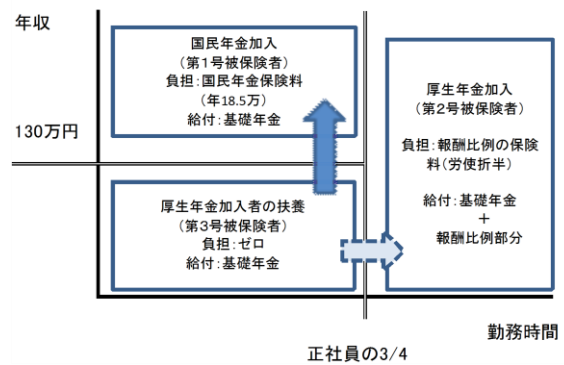 年収
国民年金加入
（第１号被保険者）
負担：国民年金保険料
（年18.5万）
給付：基礎年金
130万円
厚生年金加入者の扶養
（第３号被保険者）
負担：ゼロ
給付：基礎年金
厚生年金加入
（第２号被保険者）
負担：報酬比例の保険
料（労使折半）
給付：基礎年金
＋
報酬比例部分
勤務時間
正社員の3/4